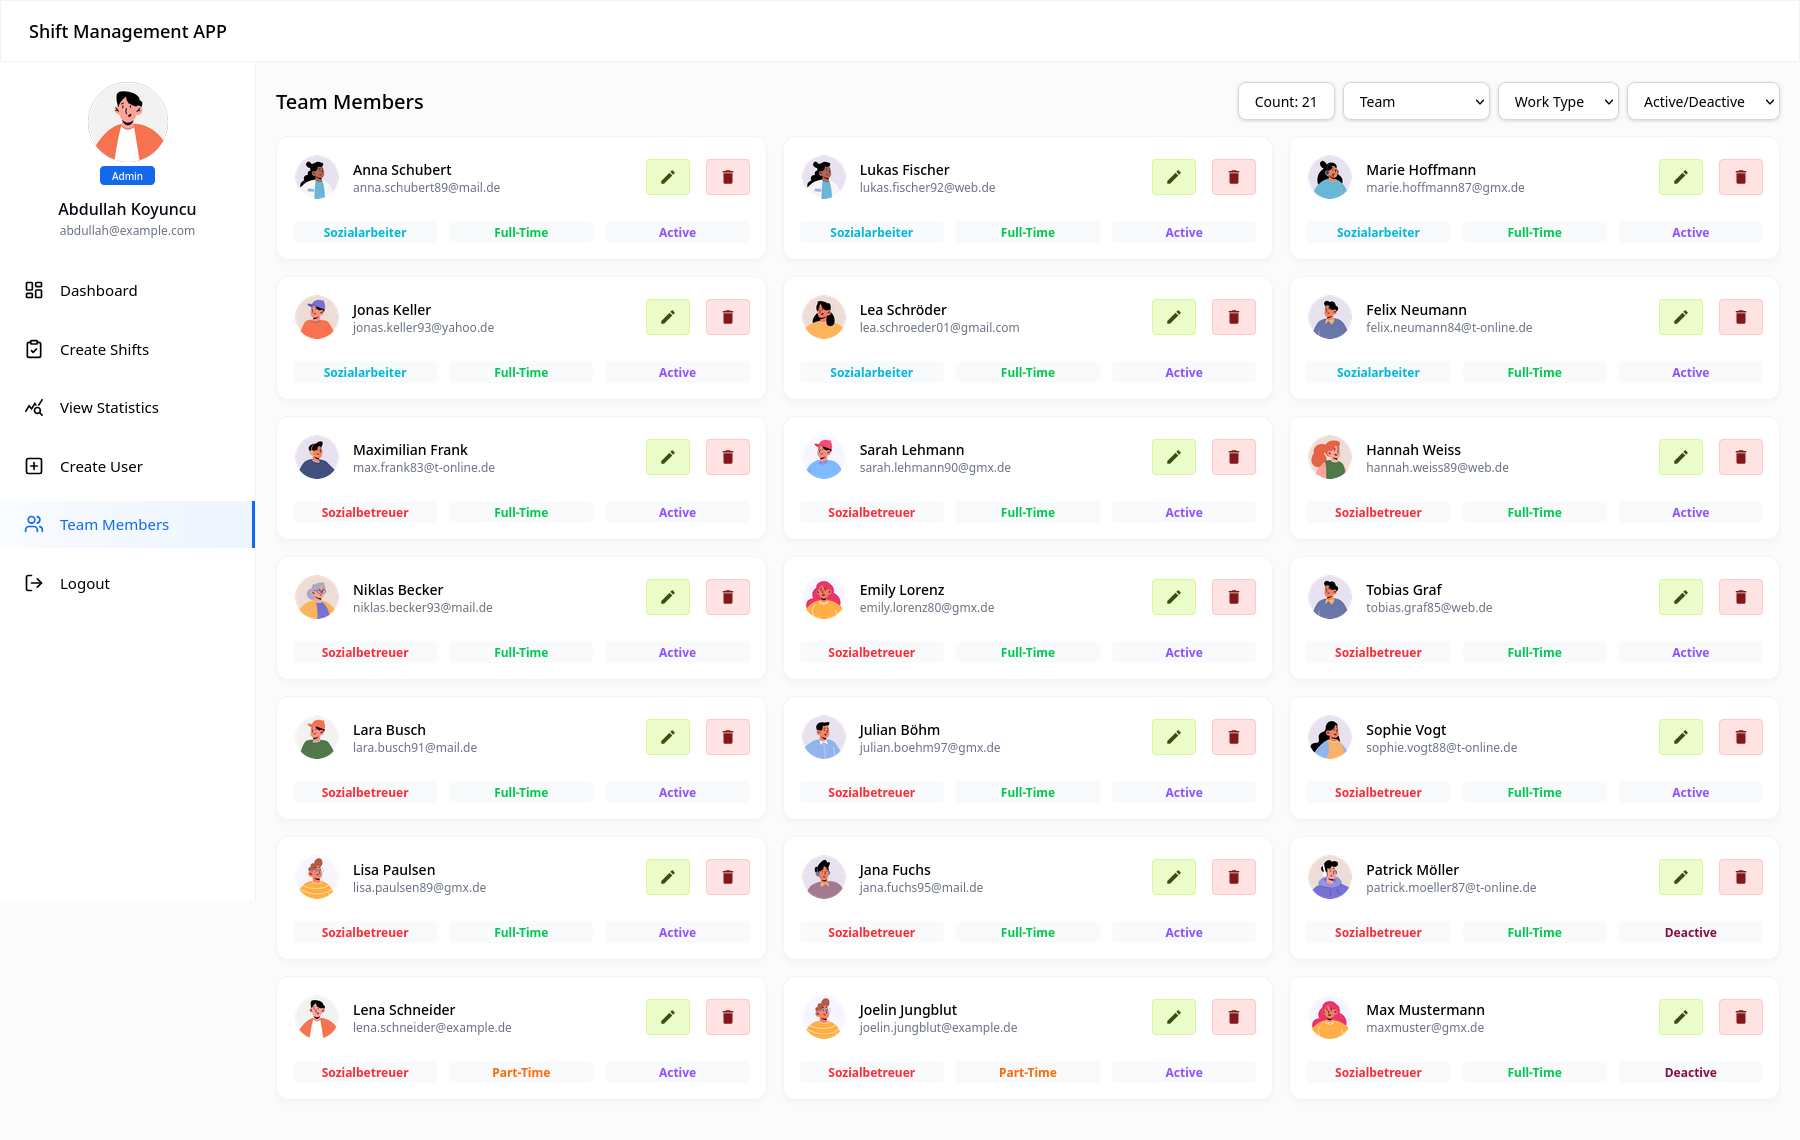 Shift Management APP
Admin
Abdullah Koyuncu
abdullah@example.com
Dashboard
Create Shifts
View Statistics
Create User
Team Members
Logout
Team Members
Count: 21
Team
Work Type
Active/Deactive
Anna Schubert
anna.schubert89@mail.de
Sozialarbeiter
Full-Time
Active
Lukas Fischer
lukas.fischer92@web.de
Sozialarbeiter
Full-Time
Active
Marie Hoffmann
marie.hoffmann87@gmx.de
Sozialarbeiter
Full-Time
Active
Jonas Keller
jonas.keller93@yahoo.de
Sozialarbeiter
Full-Time
Active
Lea Schröder
lea.schroeder01@gmail.com
Sozialarbeiter
Full-Time
Active
Felix Neumann
felix.neumann84@t-online.de
Sozialarbeiter
Full-Time
Active
Maximilian Frank
max.frank83@t-online.de
Sozialbetreuer
Full-Time
Active
Sarah Lehmann
sarah.lehmann90@gmx.de
Sozialbetreuer
Full-Time
Active
Hannah Weiss
hannah.weiss89@web.de
Sozialbetreuer
Full-Time
Active
Niklas Becker
niklas.becker93@mail.de
Sozialbetreuer
Full-Time
Active
Emily Lorenz
emily.lorenz80@gmx.de
Sozialbetreuer
Full-Time
Active
Tobias Graf
tobias.graf85@web.de
Sozialbetreuer
Full-Time
Active
Lara Busch
lara.busch91@mail.de
Sozialbetreuer
Full-Time
Active
Julian Böhm
julian.boehm97@gmx.de
Sozialbetreuer
Full-Time
Active
Sophie Vogt
sophie.vogt88@t-online.de
Sozialbetreuer
Full-Time
Active
Lisa Paulsen
lisa.paulsen89@gmx.de
Sozialbetreuer
Full-Time
Active
Jana Fuchs
jana.fuchs95@mail.de
Sozialbetreuer
Full-Time
Active
Patrick Möller
patrick.moeller87@t-online.de
Sozialbetreuer
Full-Time
Deactive
Lena Schneider
lena.schneider@example.de
Sozialbetreuer
Part-Time
Active
Joelin Jungblut
joelin.jungblut@example.de
Sozialbetreuer
Part-Time
Active
Max Mustermann
maxmuster@gmx.de
Sozialbetreuer
Full-Time
Deactive